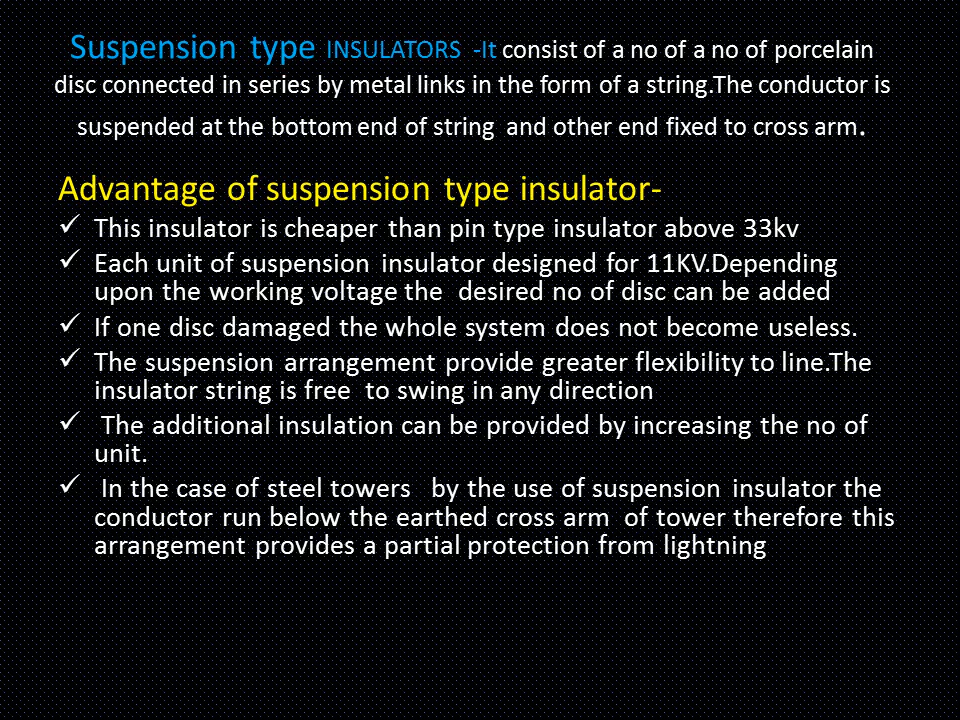 Suspension type INSULATORS -It consist of a no of a no of porcelain
disc connected in series by metal links in the form of a string.The conductor is
suspended at the bottom end of string and other end fixed to cross arm.
Advantage of suspension type insulator-
✓ This insulator is cheaper than pin type insulator above 33kv
✓ Each unit of suspension insulator designed for 11KV.Depending
upon the working voltage the desired no of disc can be added
✓ If one disc damaged the whole system does not become useless.
✓ The suspension arrangement provide greater flexibility to line.The
insulator string is free to swing in any direction
✓ The additional insulation can be provided by increasing the no of
unit.
✓ In the case of steel towers by the use of suspension insulator the
conductor run below the earthed cross arm of tower therefore this
arrangement provides a partial protection from lightning